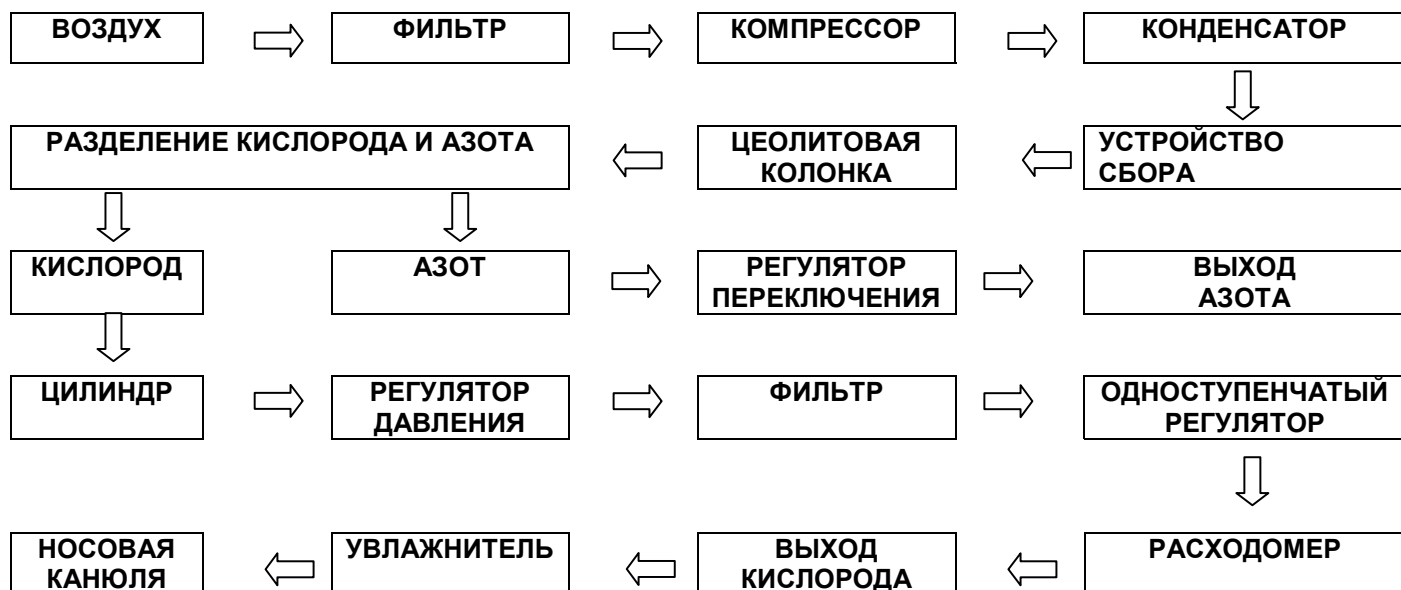 ВОЗДУХ
ФИЛЬТР
КОМПРЕССОР
КОНДЕНСАТОР
РАЗДЕЛЕНИЕ КИСЛОРОДА И АЗОТА
ЦЕОЛИТОВАЯ
КОЛОНКА
УСТРОЙСТВО
СБОРА
КИСЛОРОД
АЗОТ
РЕГУЛЯТОР
ПЕРЕКЛЮЧЕНИЯ
ВЫХОД
АЗОТА
ЦИЛИНДР
РЕГУЛЯТОР
ДАВЛЕНИЯ
ФИЛЬТР
ОДНОСТУПЕНЧАТЫЙ
РЕГУЛЯТОР
НОСОВАЯ
КАНЮЛЯ
УВЛАЖНИТЕЛЬ
ВЫХОД
КИСЛОРОДА
РАСХОДОМЕР